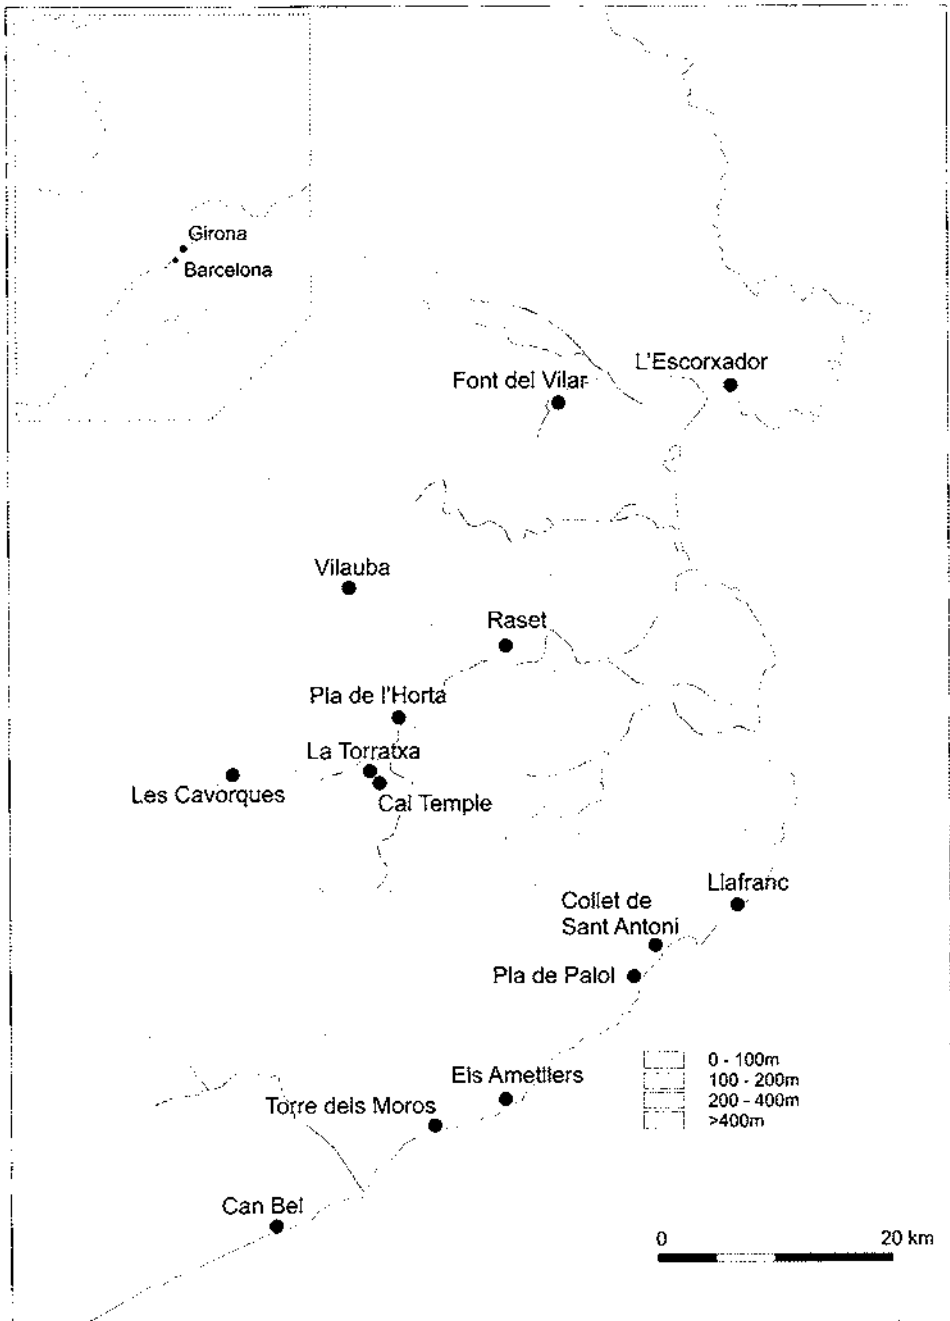 Girona
Barcelona
L'Escorxador
Font del Vilar
Vilauba
Raset
Pla de l'Horta
La Torratxa
Les Cavorques
Cal Temple
Llafranc
Collet de
Sant Antoni
Pla de Palol
0 - 100m
100 - 200m
200 - 400m
>400m
Els Ametllers
Torre dels Moros
Can Bel
0 20 km